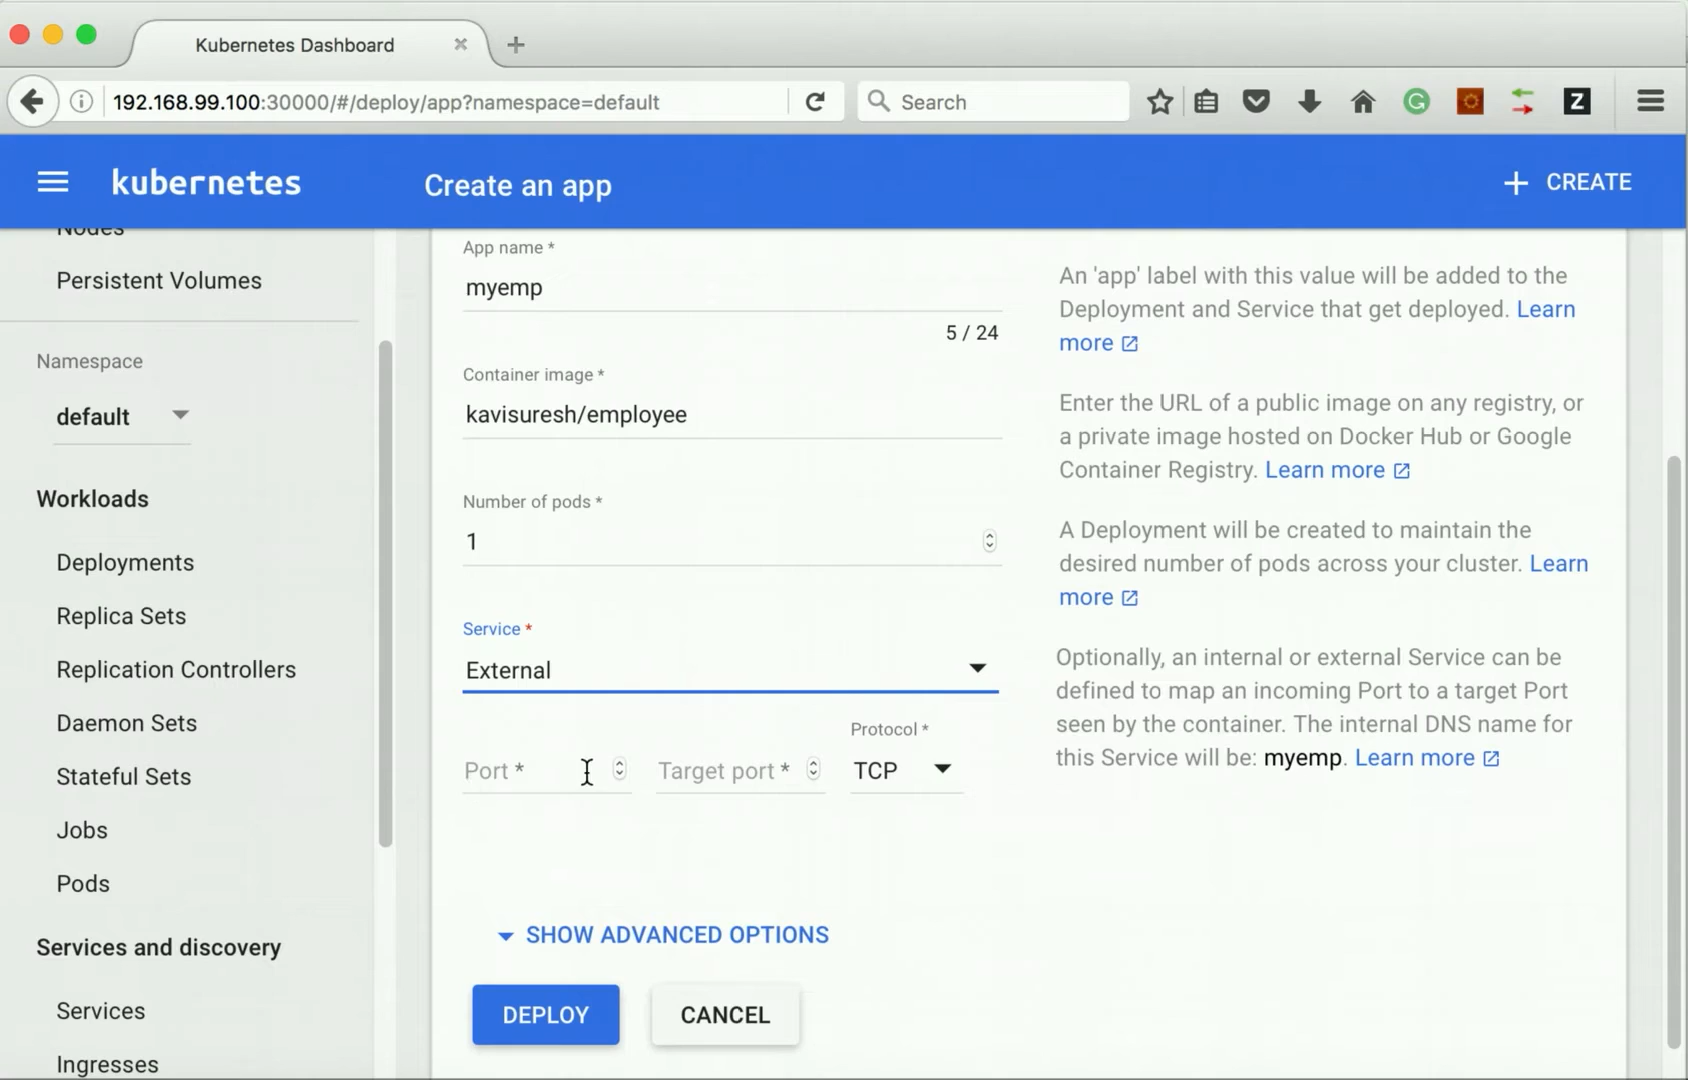 Kubernetes Dashboard
192.168.99.100:30000/#/deploy/app?namespace=default
Search
G
Z
kubernetes
Create an app
CREATE
Nodes
Persistent Volumes
Namespace
default
Workloads
Deployments
Replica Sets
Replication Controllers
Daemon Sets
Stateful Sets
Jobs
Pods
Services and discovery
Services
Ingresses
App name *
myemp
5 / 24
An 'app' label with this value will be added to the
Deployment and Service that get deployed. Learn
more
Container image *
kavisuresh/employee
Enter the URL of a public image on any registry, or
a private image hosted on Docker Hub or Google
Container Registry. Learn more
Number of pods *
1
A Deployment will be created to maintain the
desired number of pods across your cluster. Learn
more
Service *
External
Optionally, an internal or external Service can be
defined to map an incoming Port to a target Port
seen by the container. The internal DNS name for
this Service will be: myemp. Learn more
Port *
Target port *
Protocol *
TCP
SHOW ADVANCED OPTIONS
DEPLOY
CANCEL